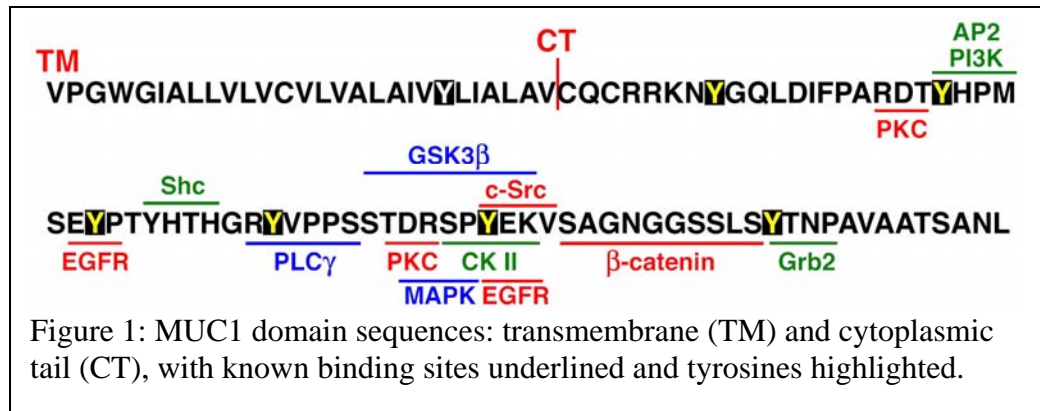 AP2
CT PI3K
TM
VPGWGIALLVLVCVLVALAIVYLIALAVCQCRRKNYGQLDIFPARDTYHPM
PKC
GSK3β
Shc c-Src
SEYPTYHTHGRYVPPSSTDRSPYEKVSAGNGGSSLSYTNPAVAATSANL
EGFR PLCγ PKC CK II β-catenin Grb2
MAPK EGFR
Figure 1: MUC1 domain sequences: transmembrane (TM) and cytoplasmic
tail (CT), with known binding sites underlined and tyrosines highlighted.